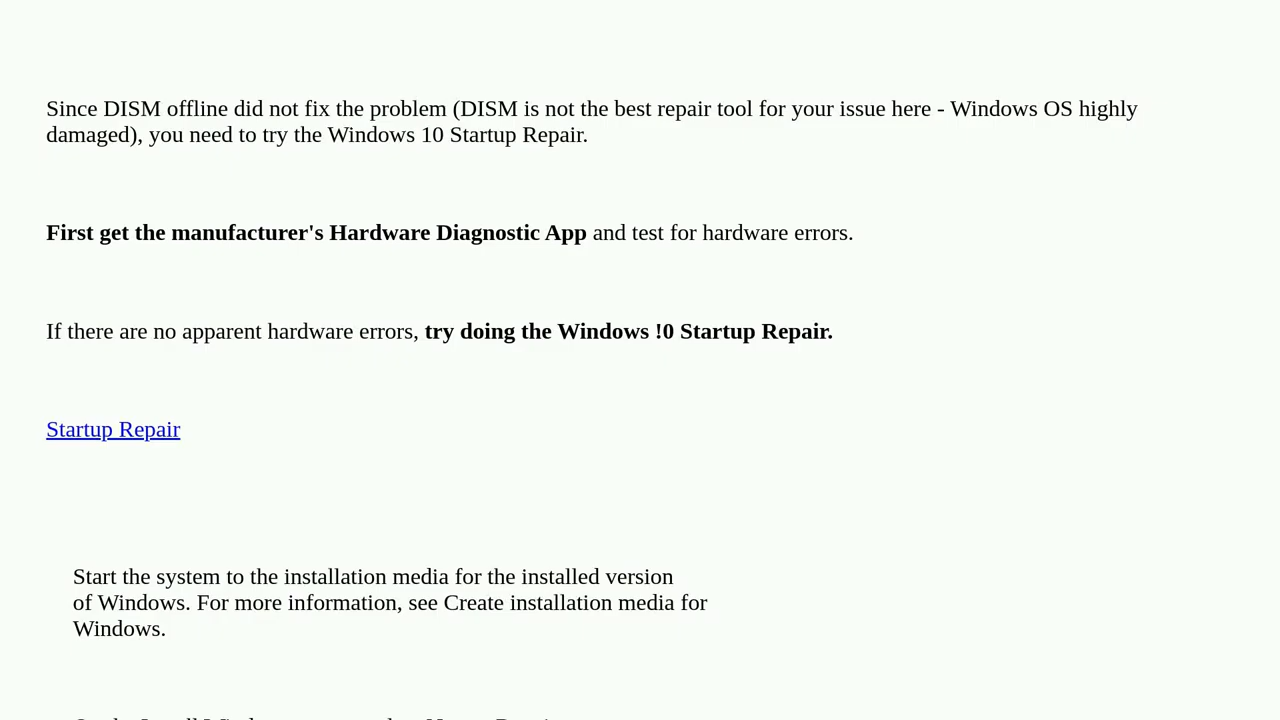 Since DISM offline did not fix the problem (DISM is not the best repair tool for your issue here - Windows OS highly
damaged), you need to try the Windows 10 Startup Repair.
First get the manufacturer's Hardware Diagnostic App and test for hardware errors.
If there are no apparent hardware errors, try doing the Windows !0 Startup Repair.
Startup Repair
Start the system to the installation media for the installed version
of Windows. For more information, see Create installation media for
Windows.